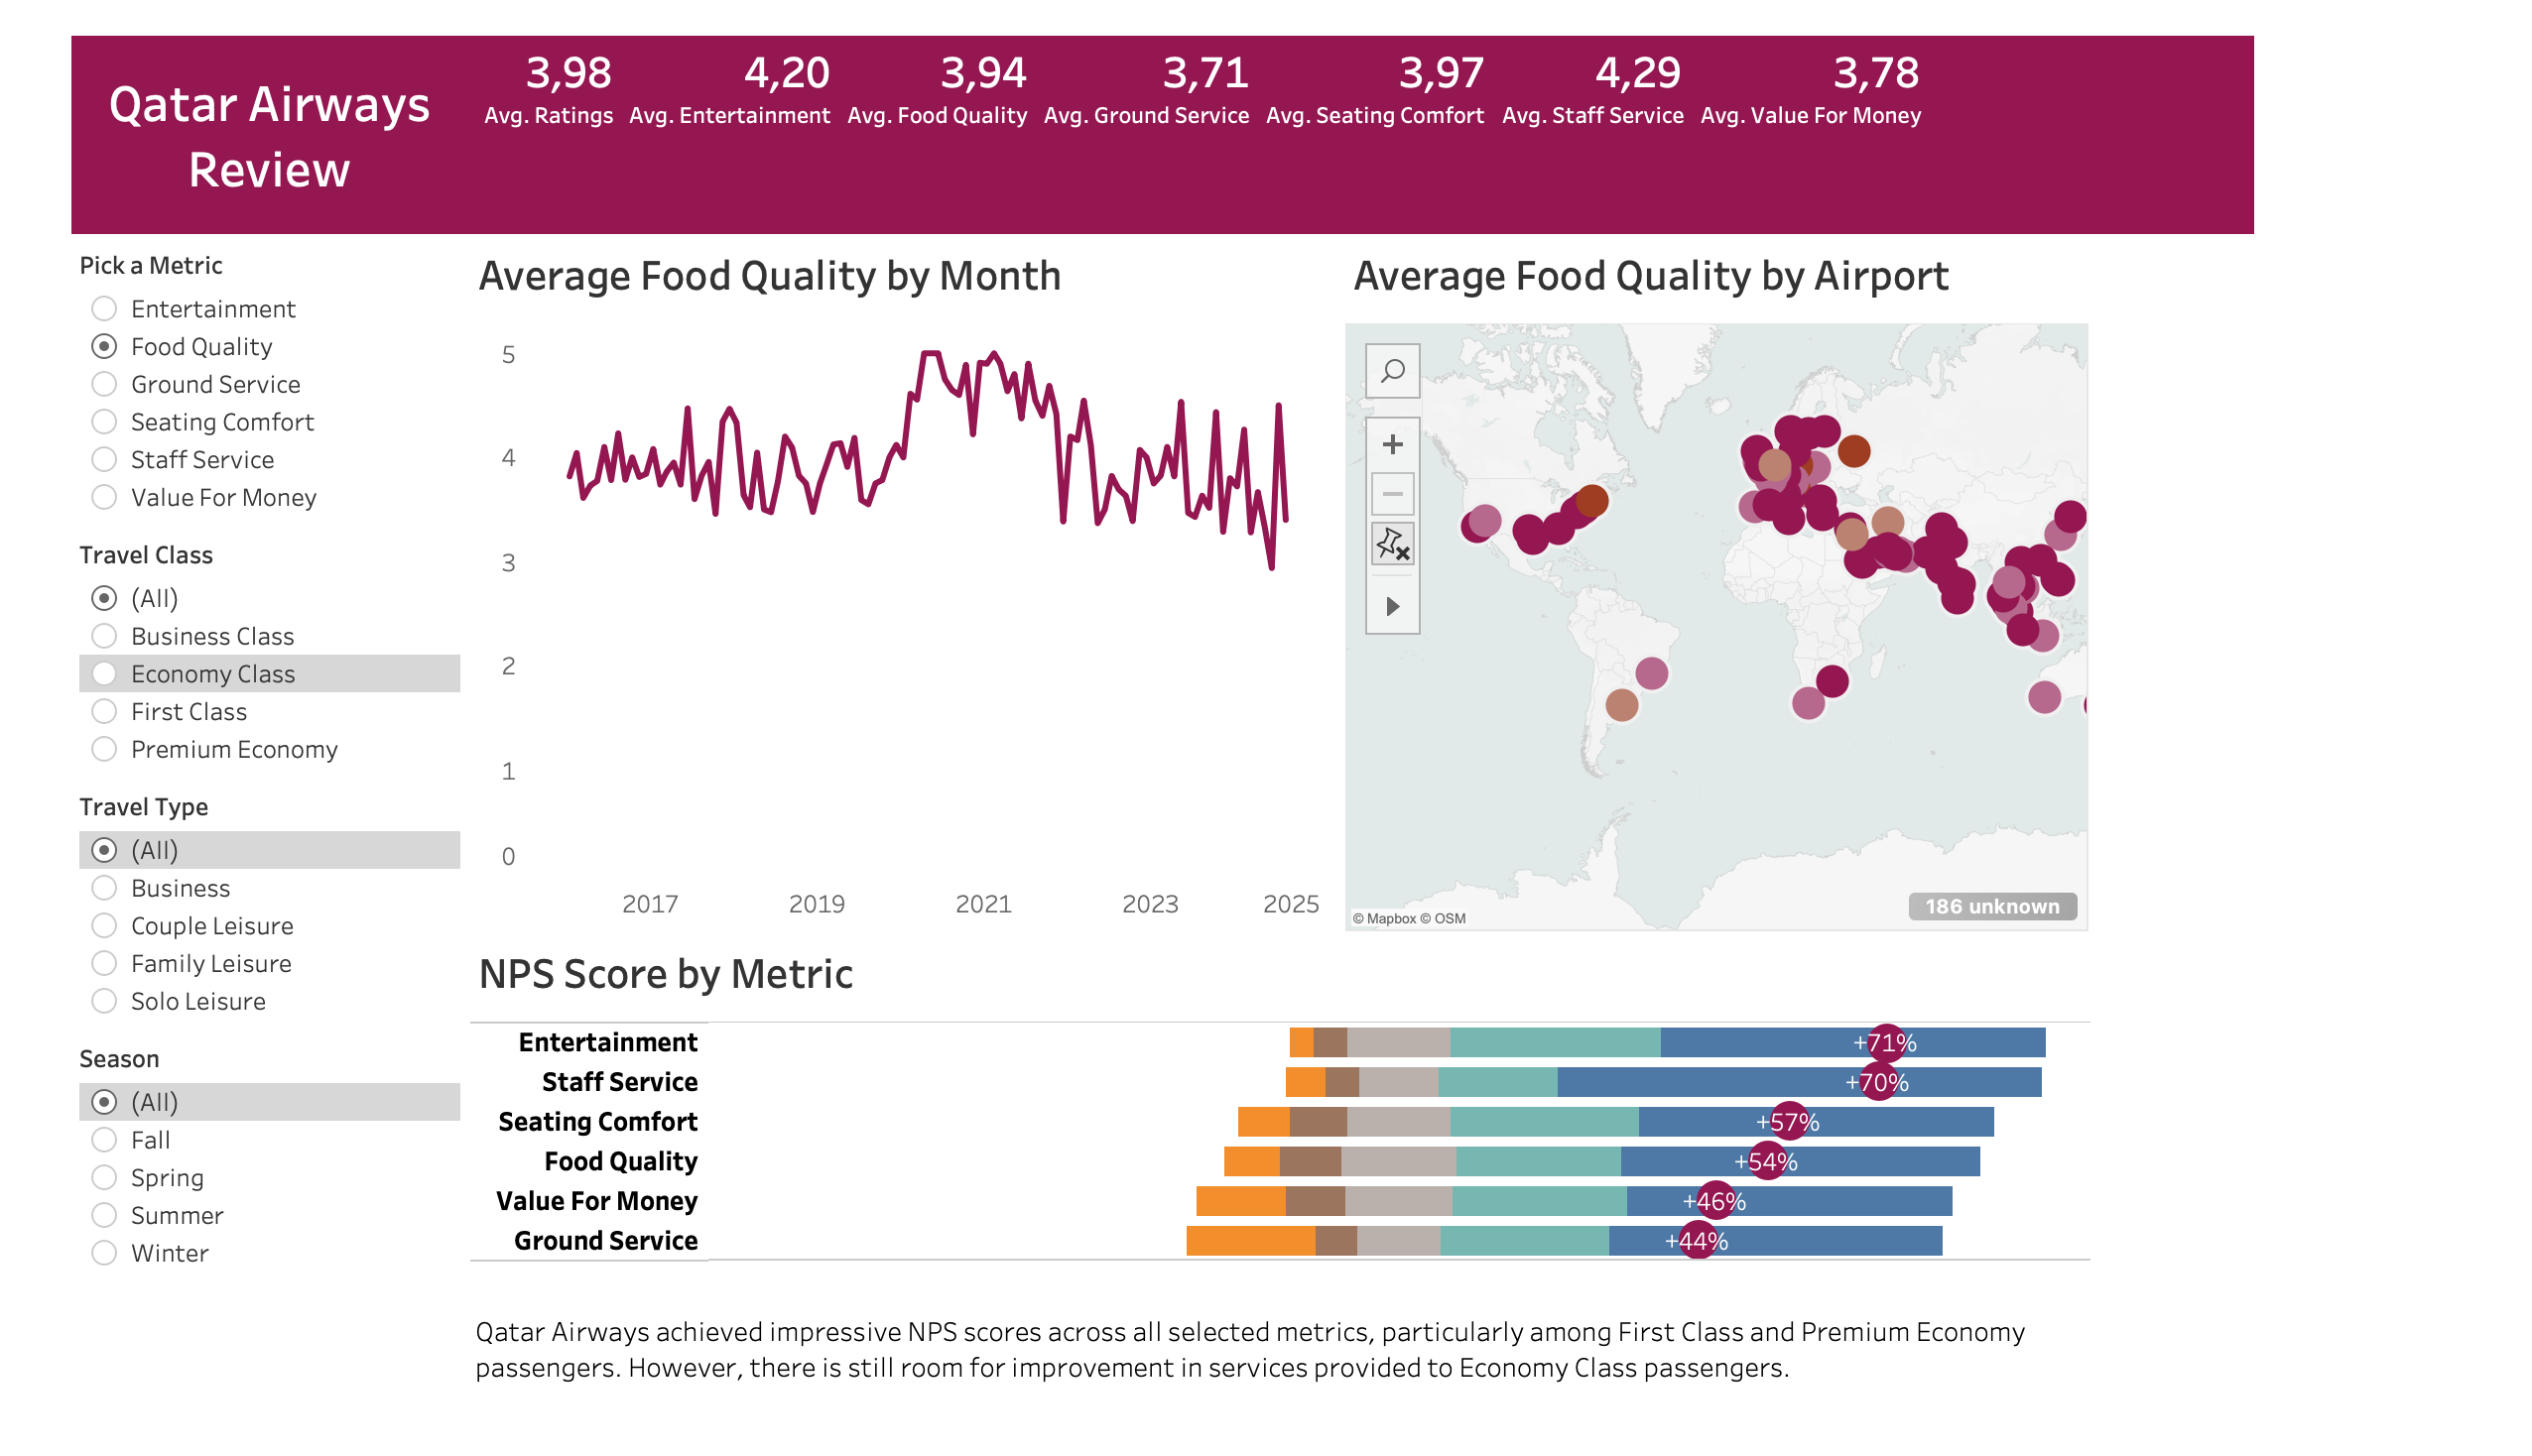 Qatar Airways
Review
3,98
Avg. Ratings
4,20
Avg. Entertainment
3,94
Avg. Food Quality
3,71
Avg. Ground Service
3,97
Avg. Seating Comfort
4,29
Avg. Staff Service
3,78
Avg. Value For Money
Pick a Metric
Entertainment
Food Quality
Ground Service
Seating Comfort
Staff Service
Value For Money
Travel Class
(All)
Business Class
Economy Class
First Class
Premium Economy
Travel Type
(All)
Business
Couple Leisure
Family Leisure
Solo Leisure
Season
(All)
Fall
Spring
Summer
Winter
Average Food Quality by Month
5
4
3
2
1
0
2017 2019 2021 2023 2025
Average Food Quality by Airport
© Mapbox © OSM
186 unknown
NPS Score by Metric
Entertainment +71%
Staff Service +70%
Seating Comfort +57%
Food Quality +54%
Value For Money +46%
Ground Service +44%
Qatar Airways achieved impressive NPS scores across all selected metrics, particularly among First Class and Premium Economy
passengers. However, there is still room for improvement in services provided to Economy Class passengers.